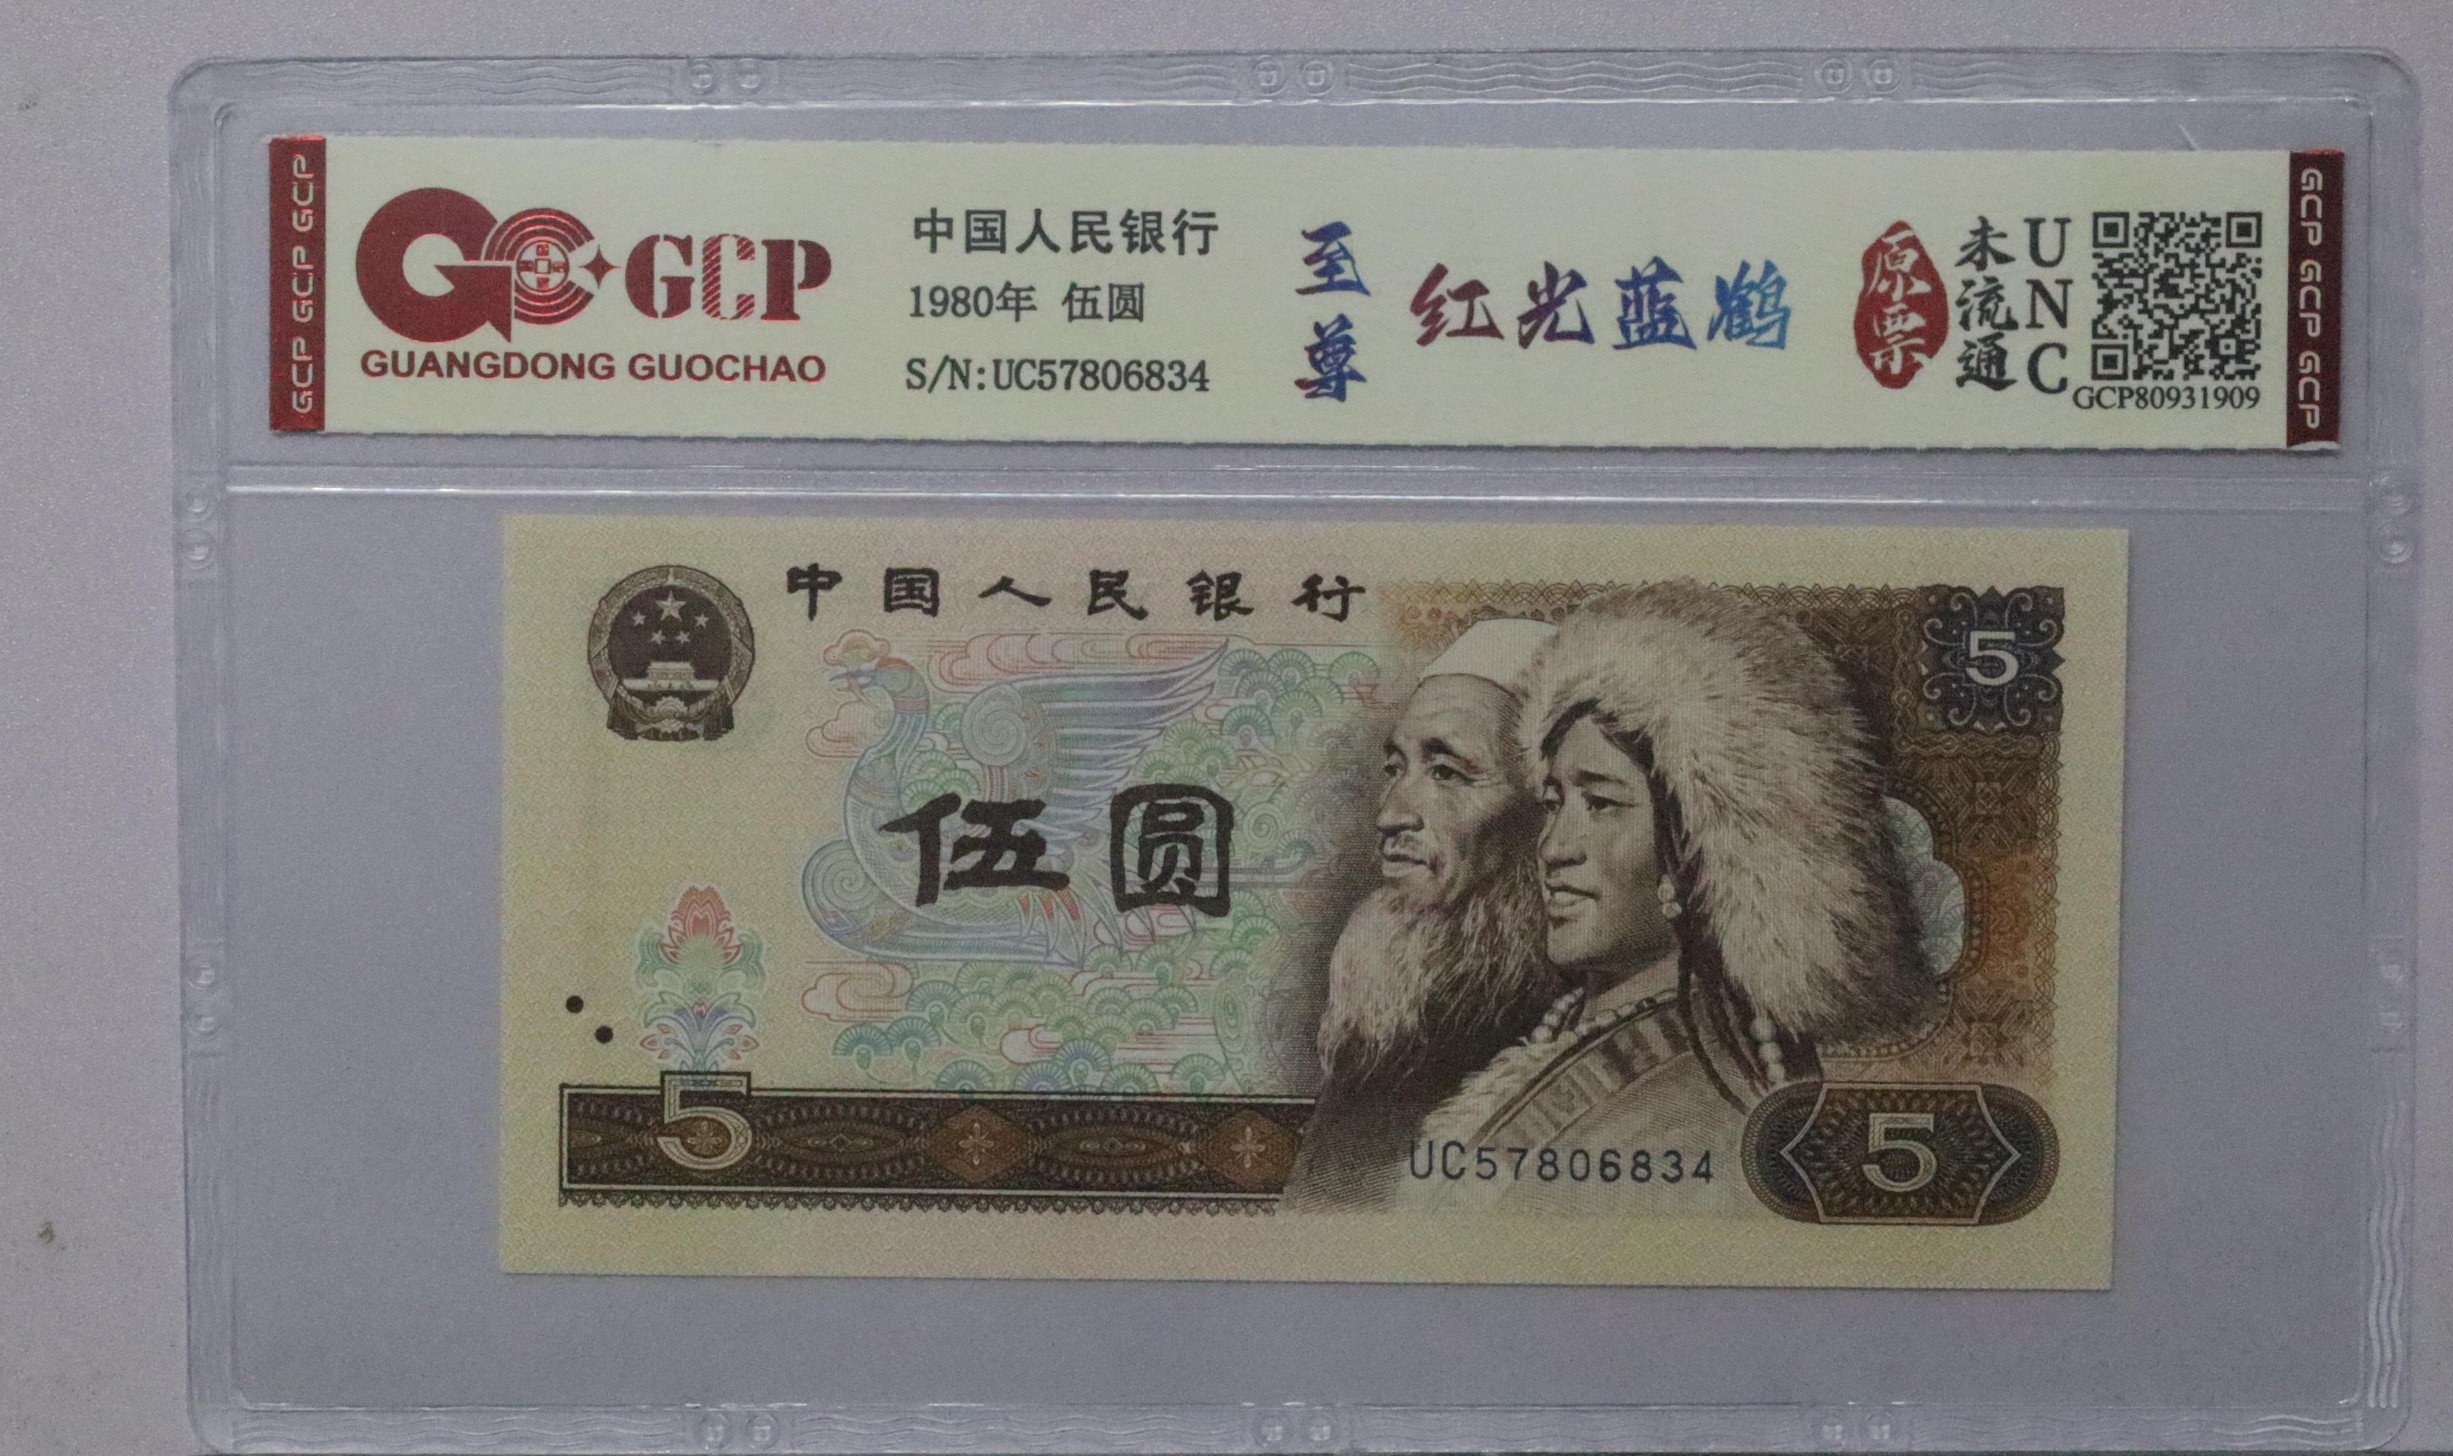 GCP GCP GCP
GCP
GUANGDONG GUOCHAO
中国人民银行
1980年 伍圆
S/N:UC57806834
至尊
红光蓝鹤
原票
未流通
UNC
GCP80931909
GCP GCP GCP
中国人民银行
5
伍圆
5
UC57806834
5